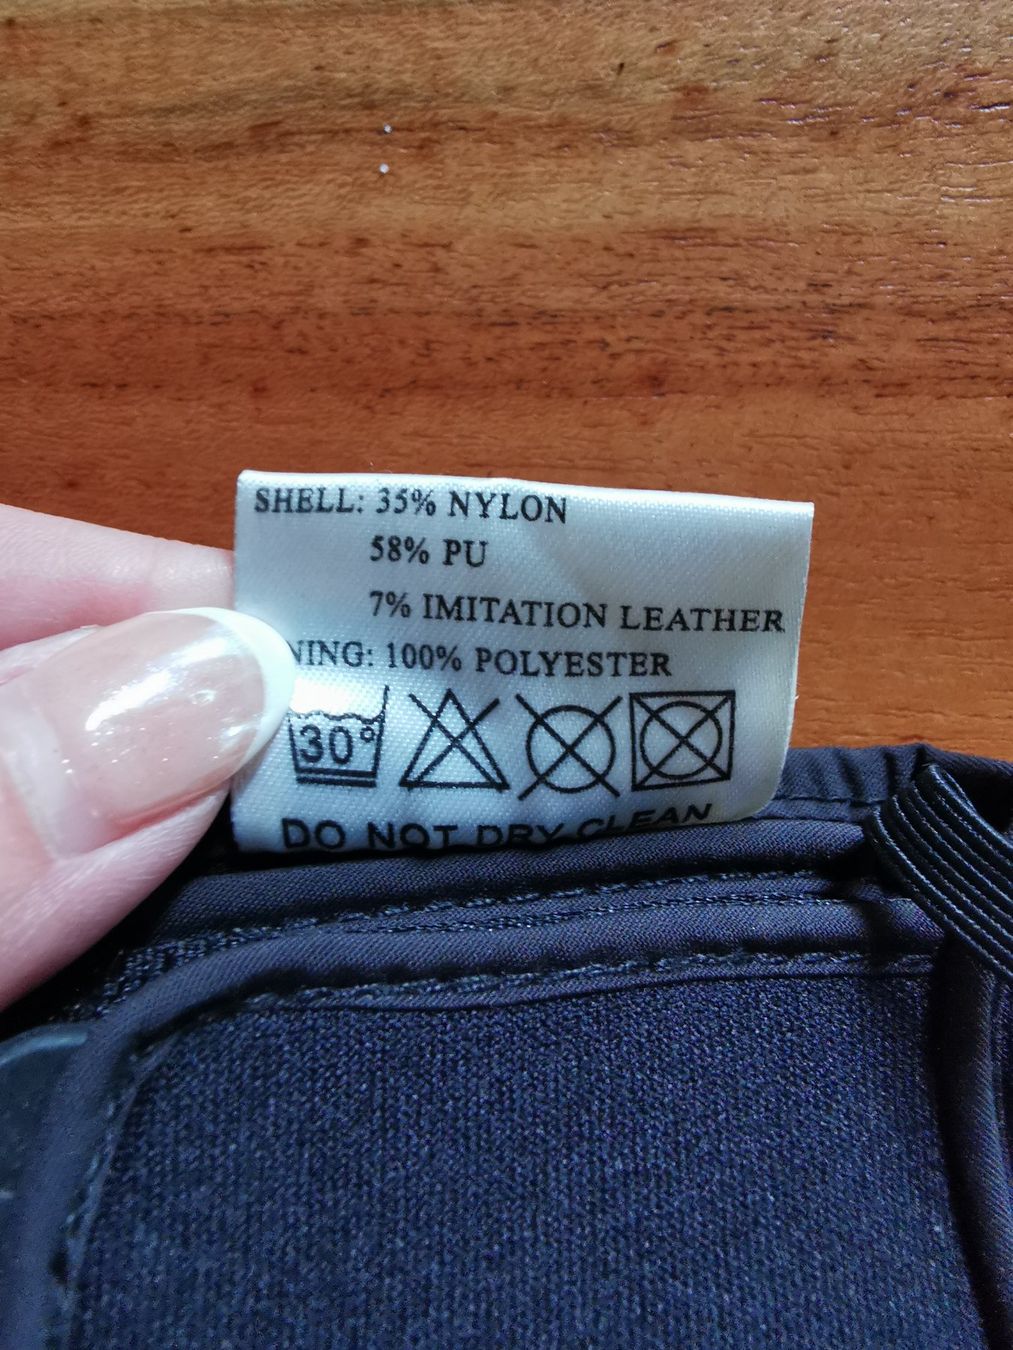 SHELL: 35% NYLON
58% PU
7% IMITATION LEATHER
NING: 100% POLYESTER
30°
DO NOT DRY CLEAN